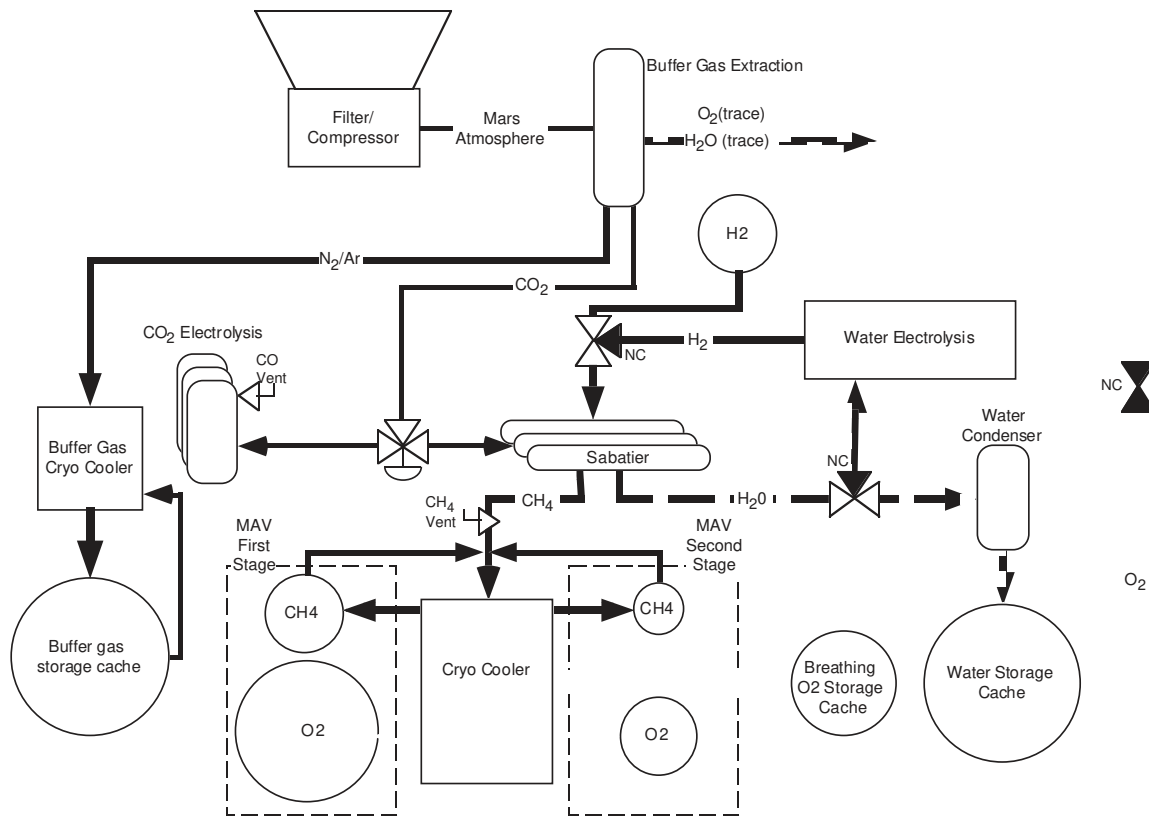 Buffer Gas Extraction
Filter/
Compressor
Mars
Atmosphere
O2(trace)
H2O (trace)
H2
N2/Ar
CO2
CO2 Electrolysis
CO
Vent
NC
H2
Water Electrolysis
NC
Buffer Gas
Cryo Cooler
Sabatier
Water
Condenser
NC
CH4
Vent
CH4
H20
MAV
First
Stage
MAV
Second
Stage
CH4
CH4
O2
Buffer gas
storage cache
Cryo Cooler
Breathing
O2 Storage
Cache
Water Storage
Cache
O2
O2